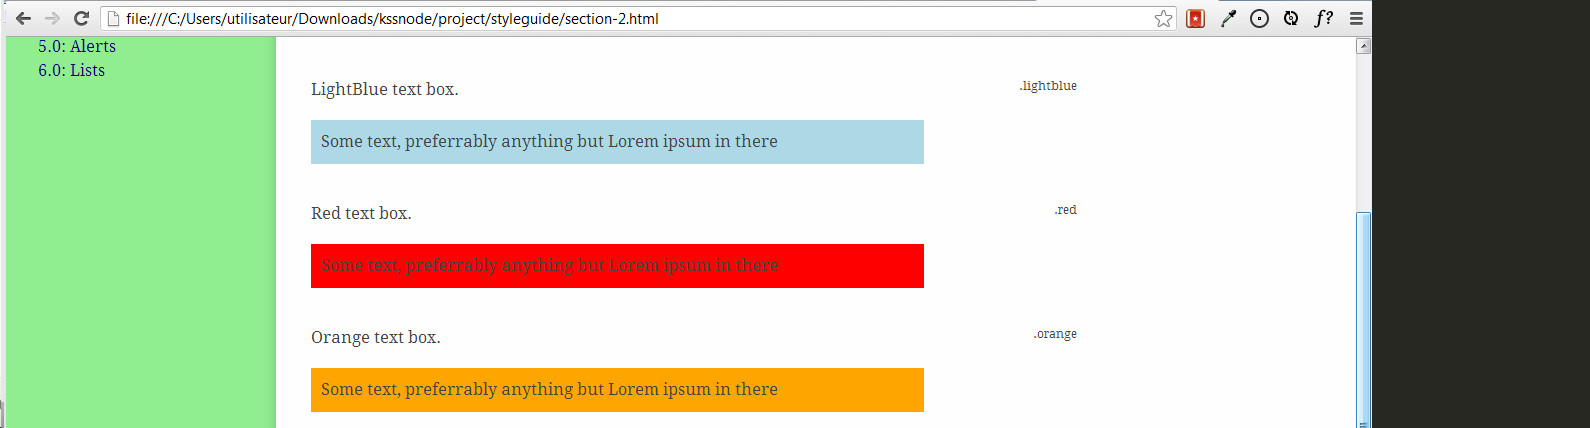 file:///C:/Users/utilisateur/Downloads/kssnode/project/styleguide/section-2.html
f?
5.0: Alerts
6.0: Lists
LightBlue text box.
.lightblue
Some text, preferrably anything but Lorem ipsum in there
Red text box.
.red
Some text, preferrably anything but Lorem ipsum in there
Orange text box.
.orange
Some text, preferrably anything but Lorem ipsum in there